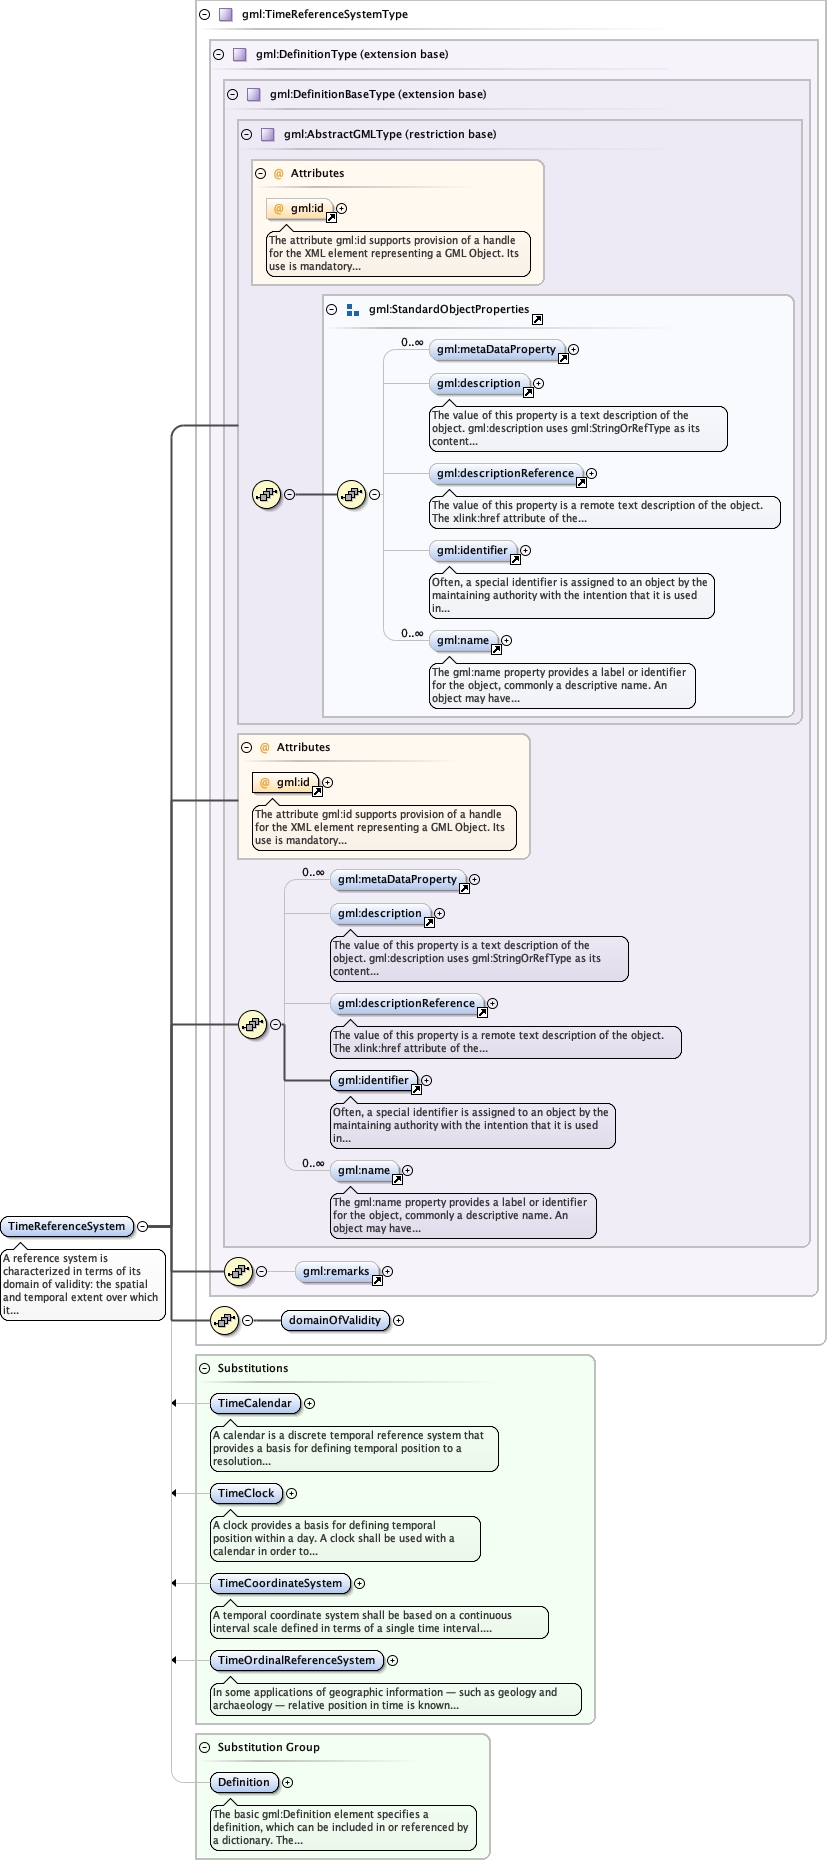 gml:TimeReferenceSystemType
gml:DefinitionType (extension base)
gml:DefinitionBaseType (extension base)
gml:AbstractGMLType (restriction base)
@ Attributes
@ gml:id
The attribute gml:id supports provision of a handle
for the XML element representing a GML Object. Its
use is mandatory...
gml:StandardObjectProperties
0..∞
gml:metaDataProperty
gml:description
The value of this property is a text description of the
object. gml:description uses gml:StringOrRefType as its
content...
gml:descriptionReference
The value of this property is a remote text description of the object.
The xlink:href attribute of the...
gml:identifier
Often, a special identifier is assigned to an object by the
maintaining authority with the intention that it is used
in...
0..∞
gml:name
The gml:name property provides a label or identifier
for the object, commonly a descriptive name. An
object may have...
@ Attributes
@ gml:id
The attribute gml:id supports provision of a handle
for the XML element representing a GML Object. Its
use is mandatory...
0..∞
gml:metaDataProperty
gml:description
The value of this property is a text description of the
object. gml:description uses gml:StringOrRefType as its
content...
gml:descriptionReference
The value of this property is a remote text description of the object.
The xlink:href attribute of the...
gml:identifier
Often, a special identifier is assigned to an object by the
maintaining authority with the intention that it is used
in...
0..∞
gml:name
The gml:name property provides a label or identifier
for the object, commonly a descriptive name. An
object may have...
TimeReferenceSystem
A reference system is
characterized in terms of its
domain of validity: the spatial
and temporal extent over which
it...
gml:remarks
domainOfValidity
Substitutions
TimeCalendar
A calendar is a discrete temporal reference system that
provides a basis for defining temporal position to a
resolution...
TimeClock
A clock provides a basis for defining temporal
position within a day. A clock shall be used with a
calendar in order to...
TimeCoordinateSystem
A temporal coordinate system shall be based on a continuous
interval scale defined in terms of a single time interval....
TimeOrdinalReferenceSystem
In some applications of geographic information — such as geology and
archaeology — relative position in time is known...
Substitution Group
Definition
The basic gml:Definition element specifies a
definition, which can be included in or referenced by
a dictionary. The...